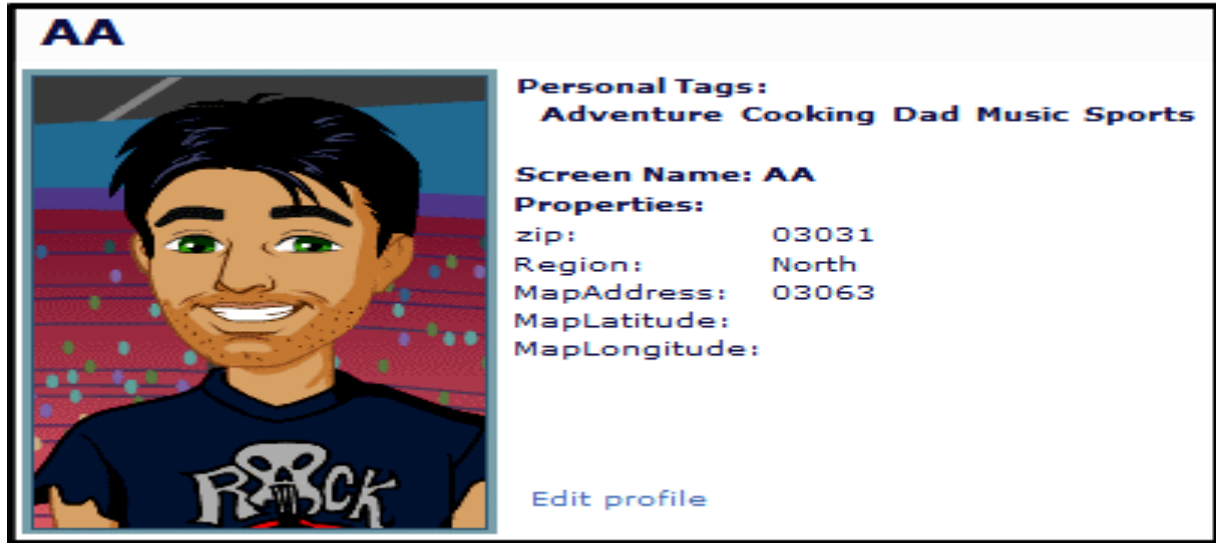 AA
Personal Tags:
Adventure Cooking Dad Music Sports
Screen Name: AA
Properties:
zip: 03031
Region: North
MapAddress: 03063
MapLatitude:
MapLongitude:
ROCK
Edit profile